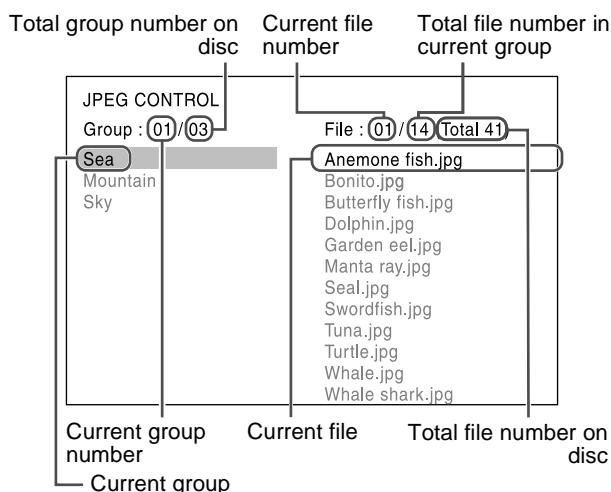 Total group number on disc
Current file number
Total file number in current group
JPEG CONTROL
Group : 01 / 03
File : 01 / 14 (Total 41)
Sea
Mountain
Sky
Anemone fish.jpg
Bonito.jpg
Butterfly fish.jpg
Dolphin.jpg
Garden eel.jpg
Manta ray.jpg
Seal.jpg
Swordfish.jpg
Tuna.jpg
Turtle.jpg
Whale.jpg
Whale shark.jpg
Current group number
Current file
Total file number on disc
Current group